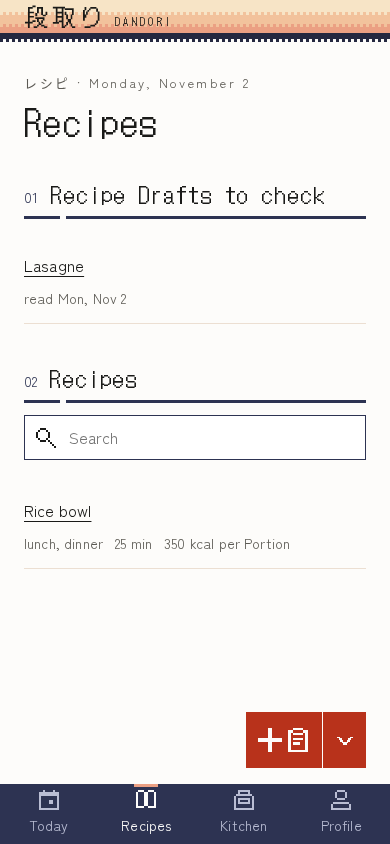 段取り DANDORI
レシピ · Monday, November 2
Recipes
01 Recipe Drafts to check
Lasagne
read Mon, Nov 2
02 Recipes
Search
Rice bowl
lunch, dinner 25 min 350 kcal per Portion
Today Recipes Kitchen Profile